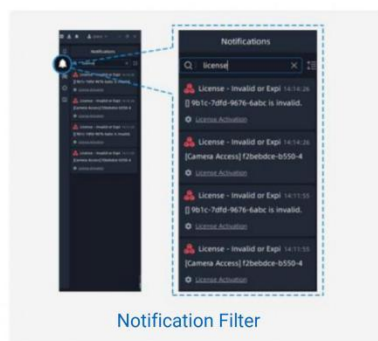 Notifications
Notifications
license
License - Invalid or Expi 14:14:26
[] 9b1c-7dfd-9676-6abc is invalid.
License Activation
License - Invalid or Expi 14:14:26
[Camera Access] f2bebdce-b550-4
License Activation
License - Invalid or Expi 14:11:55
[] 9b1c-7dfd-9676-6abc is invalid.
License Activation
License - Invalid or Expi 14:11:55
[Camera Access] f2bebdce-b550-4
License Activation
Notification Filter